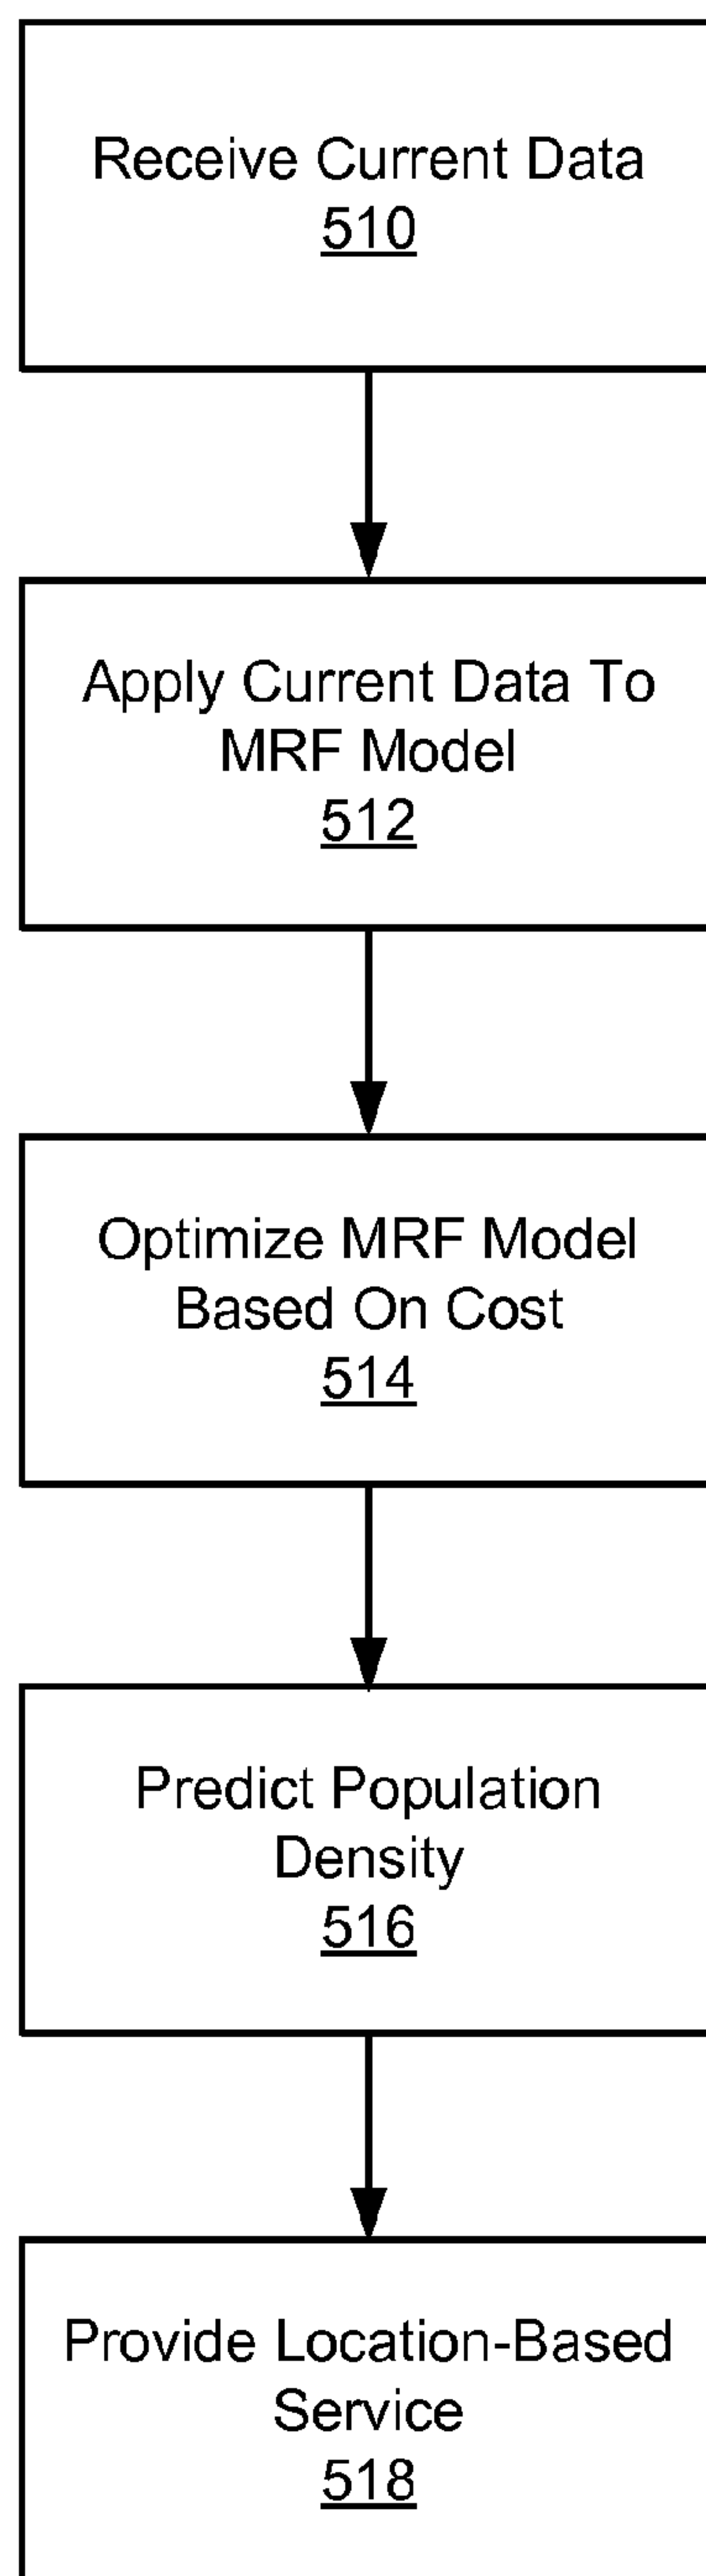 Receive Current Data
510
Apply Current Data To
MRF Model
512
Optimize MRF Model
Based On Cost
514
Predict Population
Density
516
Provide Location-Based
Service
518